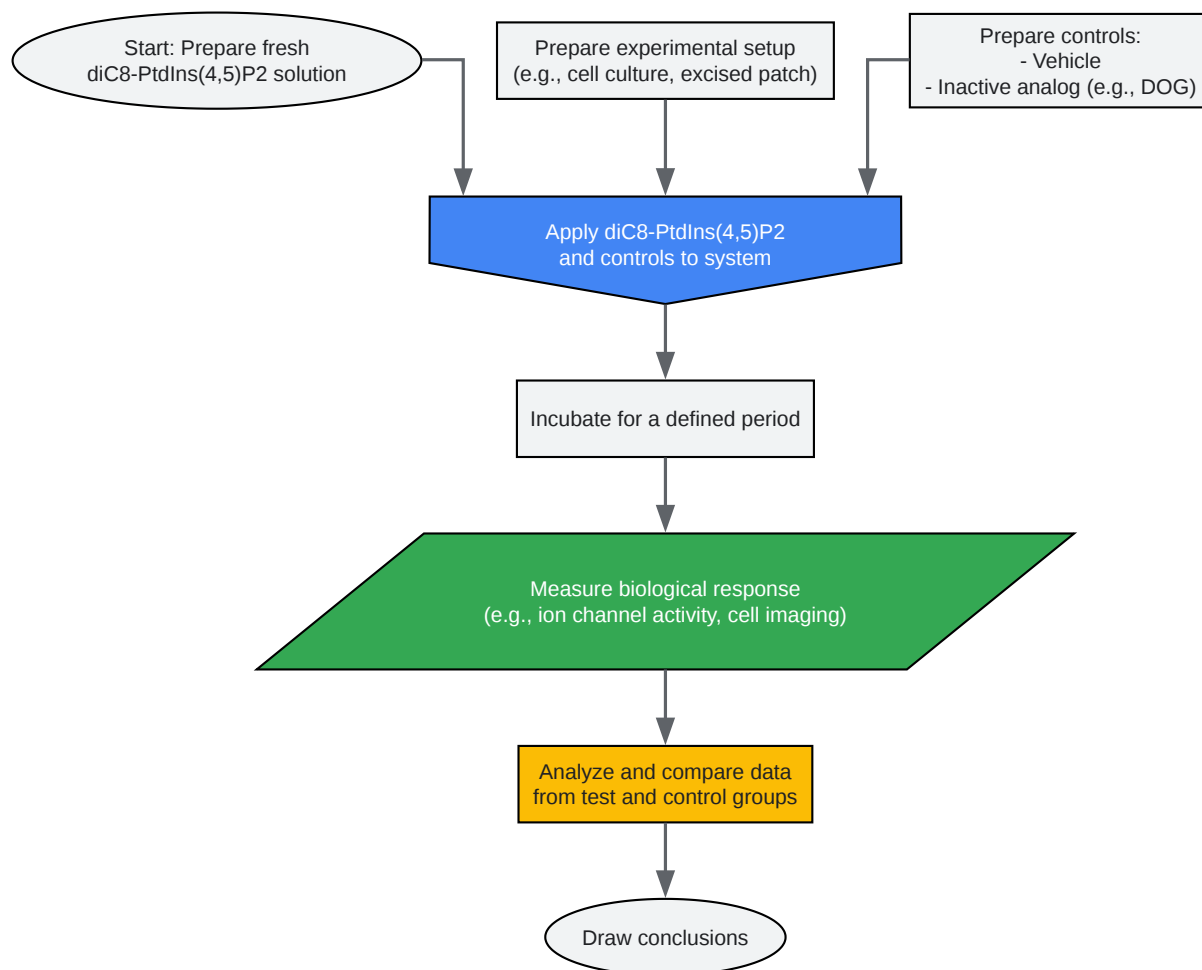 Start: Prepare fresh
diC8-PtdIns(4,5)P2 solution
Prepare experimental setup
(e.g., cell culture, excised patch)
Prepare controls:
- Vehicle
- Inactive analog (e.g., DOG)
Apply diC8-PtdIns(4,5)P2
and controls to system
Incubate for a defined period
Measure biological response
(e.g., ion channel activity, cell imaging)
Analyze and compare data
from test and control groups
Draw conclusions